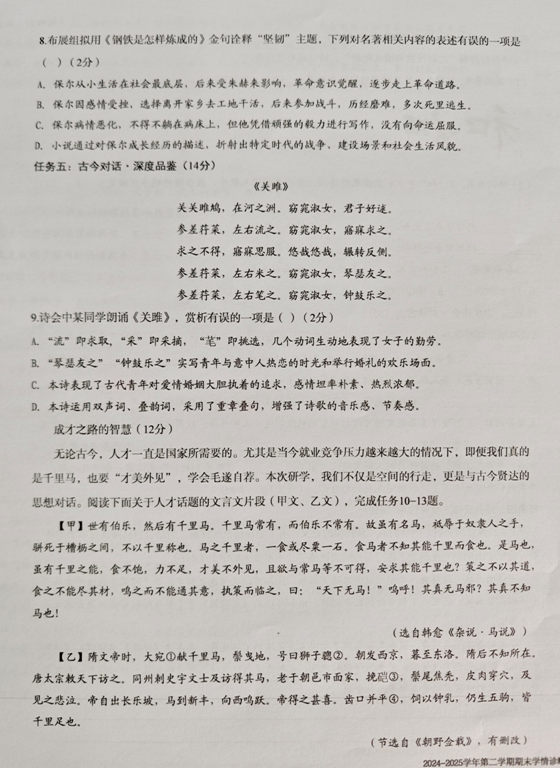 8.布展组拟用《钢铁是怎样炼成的》金句诠释“坚韧”主题，下列对名著相关内容的表述有误的一项是
（ ）(2分)
A. 保尔从小生活在社会最底层，后来受朱赫来影响，革命意识觉醒，逐步走上革命道路。
B. 保尔因感情受挫，选择离开家乡去工地干活，后来参加战斗，历经磨难，多次死里逃生。
C. 保尔病情恶化，不得不躺在病床上，但他凭借顽强的毅力进行写作，没有向命运屈服。
D. 小说通过对保尔成长经历的描述，折射出特定时代的战争，建设场景和社会生活风貌。
任务五：古今对话·深度品鉴(14分)
《关雎》
关关雎鸠，在河之洲。窈窕淑女，君子好逑。
参差荇菜，左右流之。窈窕淑女，寤寐求之。
求之不得，寤寐思服。悠哉悠哉，辗转反侧。
参差荇菜，左右采之。窈窕淑女，琴瑟友之。
参差荇菜，左右芼之。窈窕淑女，钟鼓乐之。
9.诗会中某同学朗诵《关雎》，赏析有误的一项是（ ）(2分)
A. “流”即求取，“采”即采摘，“芼”即挑选，几个动词生动地表现了女子的勤劳。
B. “琴瑟友之”“钟鼓乐之”实写青年与意中人热恋的时光和举行婚礼的欢乐场面。
C. 本诗表现了古代青年对爱情婚姻大胆执着的追求，感情坦率朴素、热烈浓郁。
D. 本诗运用双声词、叠韵词，采用了重章叠句，增强了诗歌的音乐感、节奏感。
成才之路的智慧(12分)
无论古今，人才一直是国家所需要的。尤其是当今就业竞争压力越来越大的情况下，即便我们真的
是千里马，也要“才美外见”，学会毛遂自荐。本次研学，我们不仅是空间的行走，更是与古今贤达的
思想对话。阅读下面关于人才话题的文言文片段(甲文、乙文)，完成任务10-13题。
【甲】世有伯乐，然后有千里马。千里马常有，而伯乐不常有。故虽有名马，祇辱于奴隶人之手，
骈死于槽枥之间，不以千里称也。马之千里者，一食或尽粟一石。食马者不知其能千里而食也。是马也，
虽有千里之能，食不饱，力不足，才美不外见，且欲与常马等不可得，安求其能千里也？策之不以其道，
食之不能尽其材，鸣之而不能通其意，执策而临之，曰：“天下无马！”呜呼！其真无马邪？其真不知
马也！
（选自韩愈《杂说·马说》）
【乙】隋文帝时，大宛①献千里马，鬃曳地，号曰狮子骢②。朝发西京，暮至东洛。隋后不知所在。
唐太宗敕天下访之。同州刺史宇文士及访得其马，老于朝邑市面家，挽硙③，鬃尾焦秃，皮肉穿穴，及
见之悲泣。帝自出长乐坡，马到新丰，向西鸣跃。帝得之甚喜。齿口并平④，饲以钟乳，仍生五驹，皆
千里足也。
（节选自《朝野佥载》，有删改）